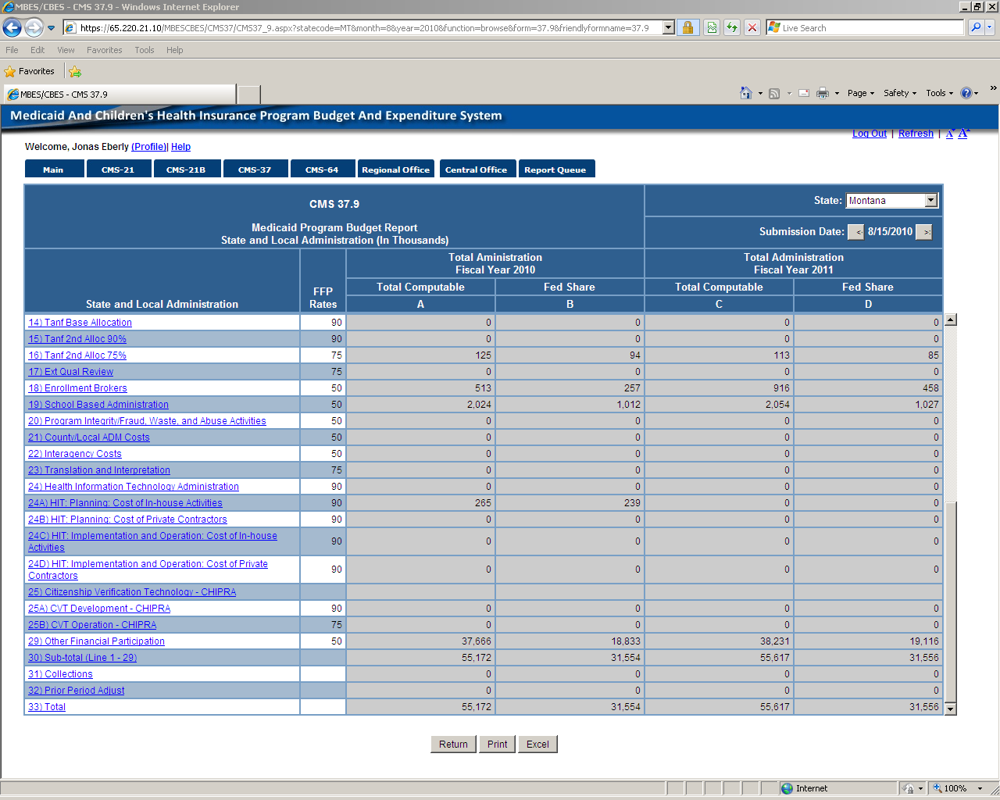 MBES/CBES - CMS 37.9 - Windows Internet Explorer
https://65.220.21.10/MBESCBES/CMS37/CMS37_9.aspx?statecode=MT&month=8&year=2010&function=browse&form=37.9&friendlyformname=37.9
Live Search
File Edit View Favorites Tools Help
Favorites
MBES/CBES - CMS 37.9
Page Safety Tools
Medicaid And Children's Health Insurance Program Budget And Expenditure System
Log Out | Refresh | A A
Welcome, Jonas Eberly (Profile)| Help
Main CMS-21 CMS-21B CMS-37 CMS-64 Regional Office Central Office Report Queue
CMS 37.9
State: Montana
Medicaid Program Budget Report
State and Local Administration (In Thousands)
Submission Date: < 8/15/2010 >
Total Aministration
Fiscal Year 2010
Total Administration
Fiscal Year 2011
State and Local Administration
FFP
Rates
Total Computable Fed Share Total Computable Fed Share
A B C D
14) Tanf Base Allocation 90 0 0 0 0
15) Tanf 2nd Alloc 90% 90 0 0 0 0
16) Tanf 2nd Alloc 75% 75 125 94 113 85
17) Ext Qual Review 75 0 0 0 0
18) Enrollment Brokers 50 513 257 916 458
19) School Based Administration 50 2,024 1,012 2,054 1,027
20) Program Integrity/Fraud, Waste, and Abuse Activities 50 0 0 0 0
21) County/Local ADM Costs 50 0 0 0 0
22) Interagency Costs 50 0 0 0 0
23) Translation and Interpretation 75 0 0 0 0
24) Health Information Technology Administration 90 0 0 0 0
24A) HIT: Planning: Cost of In-house Activities 90 265 239 0 0
24B) HIT: Planning: Cost of Private Contractors 90 0 0 0 0
24C) HIT: Implementation and Operation: Cost of In-house
Activities 90 0 0 0 0
24D) HIT: Implementation and Operation: Cost of Private
Contractors 90 0 0 0 0
25) Citizenship Verification Technology - CHIPRA
25A) CVT Development - CHIPRA 90 0 0 0 0
25B) CVT Operation - CHIPRA 75 0 0 0 0
29) Other Financial Participation 50 37,666 18,833 38,231 19,116
30) Sub-total (Line 1 - 29) 55,172 31,554 55,617 31,556
31) Collections 0 0 0 0
32) Prior Period Adjust 0 0 0 0
33) Total 55,172 31,554 55,617 31,556
Return Print Excel
Internet 100%